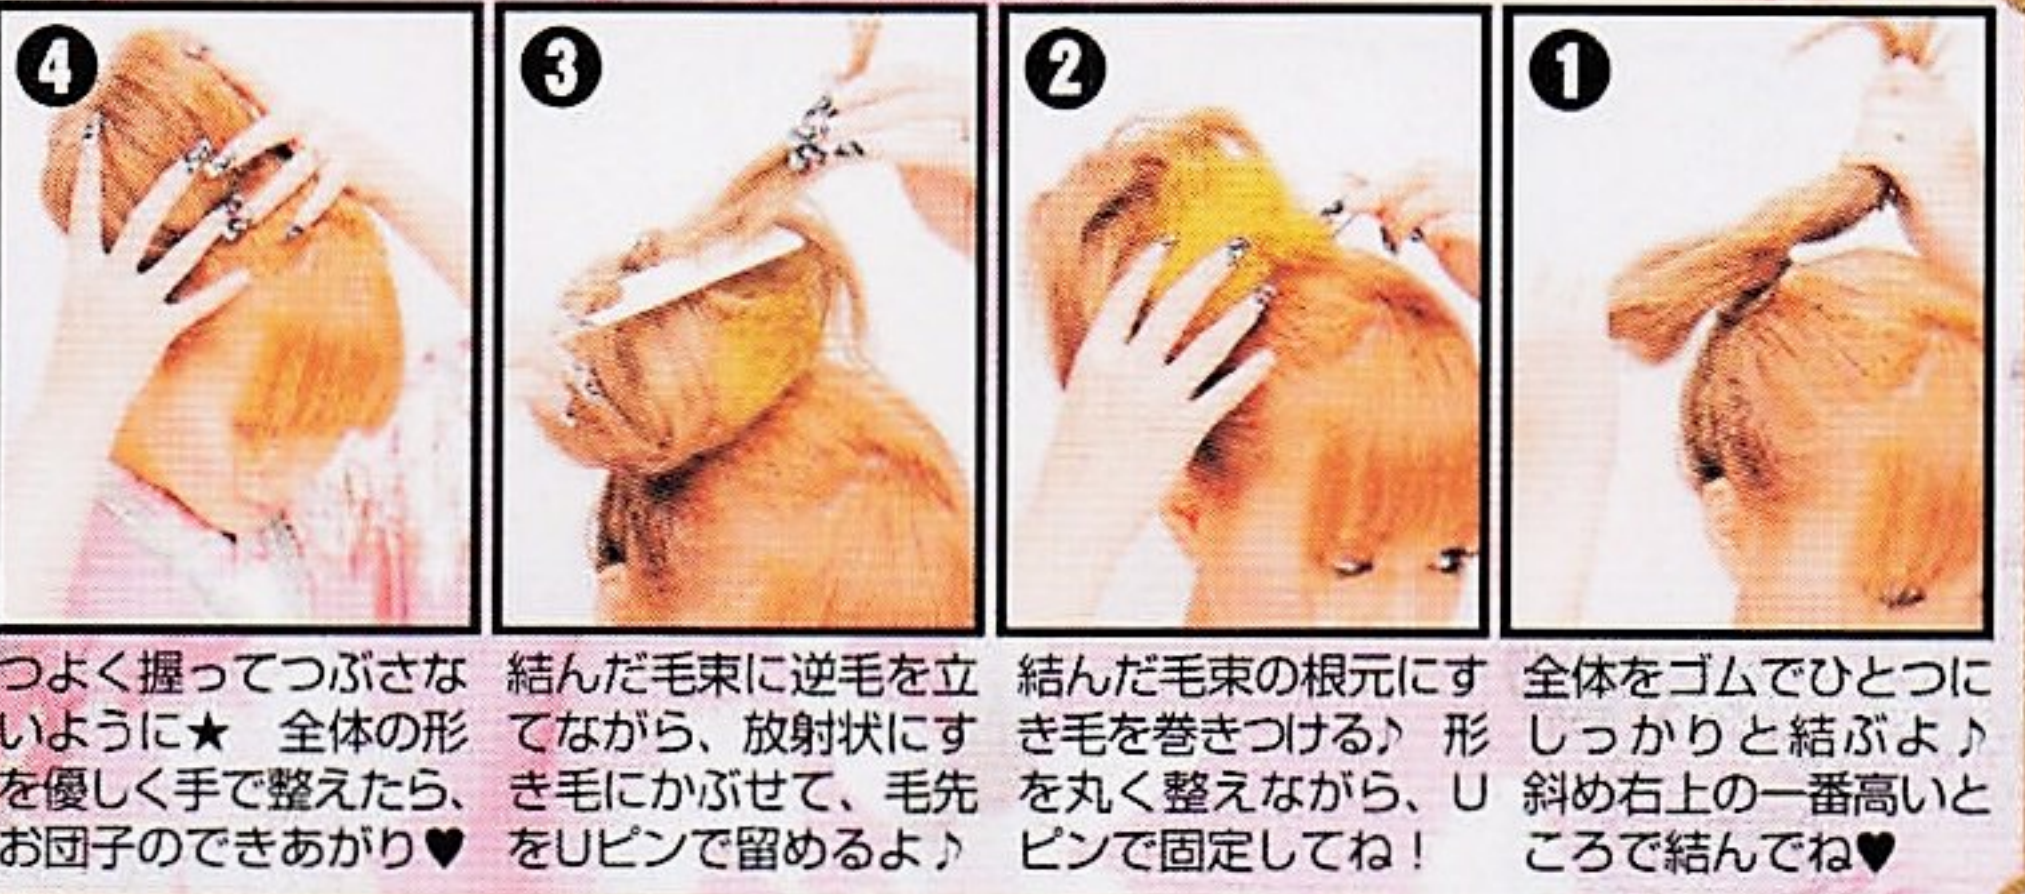 1
全体をゴムでひとつに
しっかりと結ぶよ♪
斜め右上の一番高いと
ころで結んでね♥
2
結んだ毛束の根元にす
き毛を巻きつける♪ 形
を丸く整えながら、U
ピンで固定してね!
3
結んだ毛束に逆毛を立
てながら、放射状にす
き毛にかぶせて、毛先
をUピンで留めるよ♪
4
つよく握ってつぶさな
いように★ 全体の形
を優しく手で整えたら、
お団子のできあがり♥